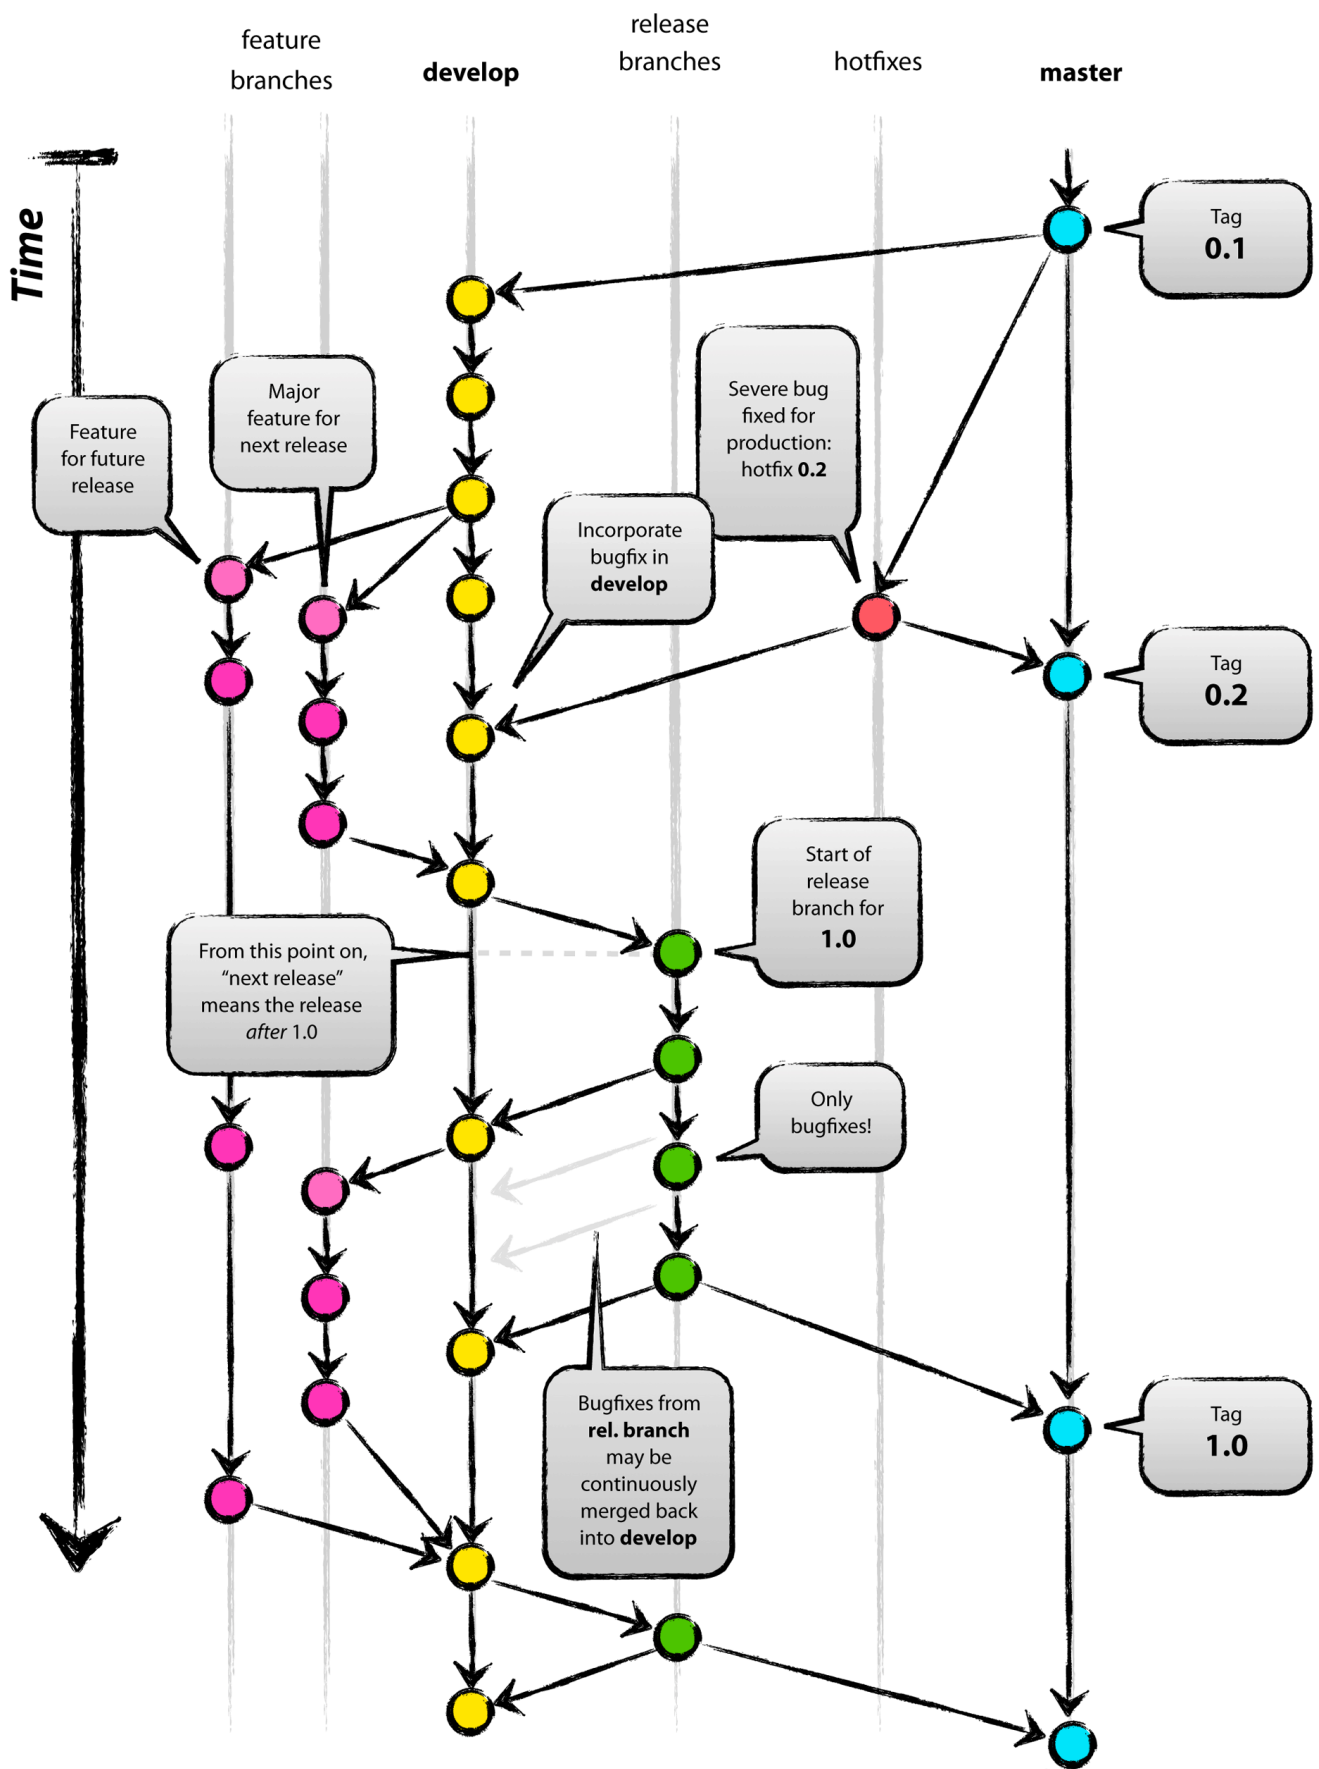 feature
branches
develop
release
branches
hotfixes
master
Time
Tag
0.1
Major
feature for
next release
Feature
for future
release
Severe bug
fixed for
production:
hotfix 0.2
Incorporate
bugfix in
develop
Tag
0.2
Start of
release
branch for
1.0
From this point on,
“next release”
means the release
after 1.0
Only
bugfixes!
Bugfixes from
rel. branch
may be
continuously
merged back
into develop
Tag
1.0